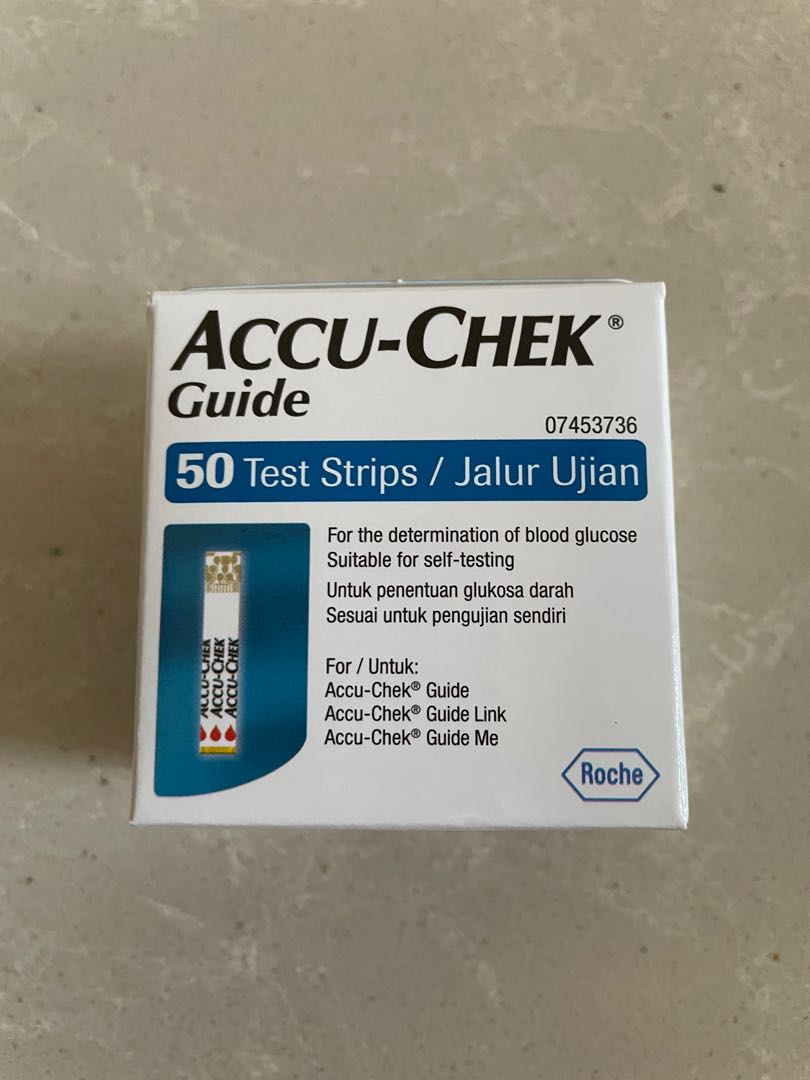 ACCU-CHEK®
Guide
07453736
50 Test Strips / Jalur Ujian
For the determination of blood glucose
Suitable for self-testing
Untuk penentuan glukosa darah
Sesuai untuk pengujian sendiri
For / Untuk:
Accu-Chek® Guide
Accu-Chek® Guide Link
Accu-Chek® Guide Me
ACCU-CHEK
ACCU-CHEK
ACCU-CHEK
Roche